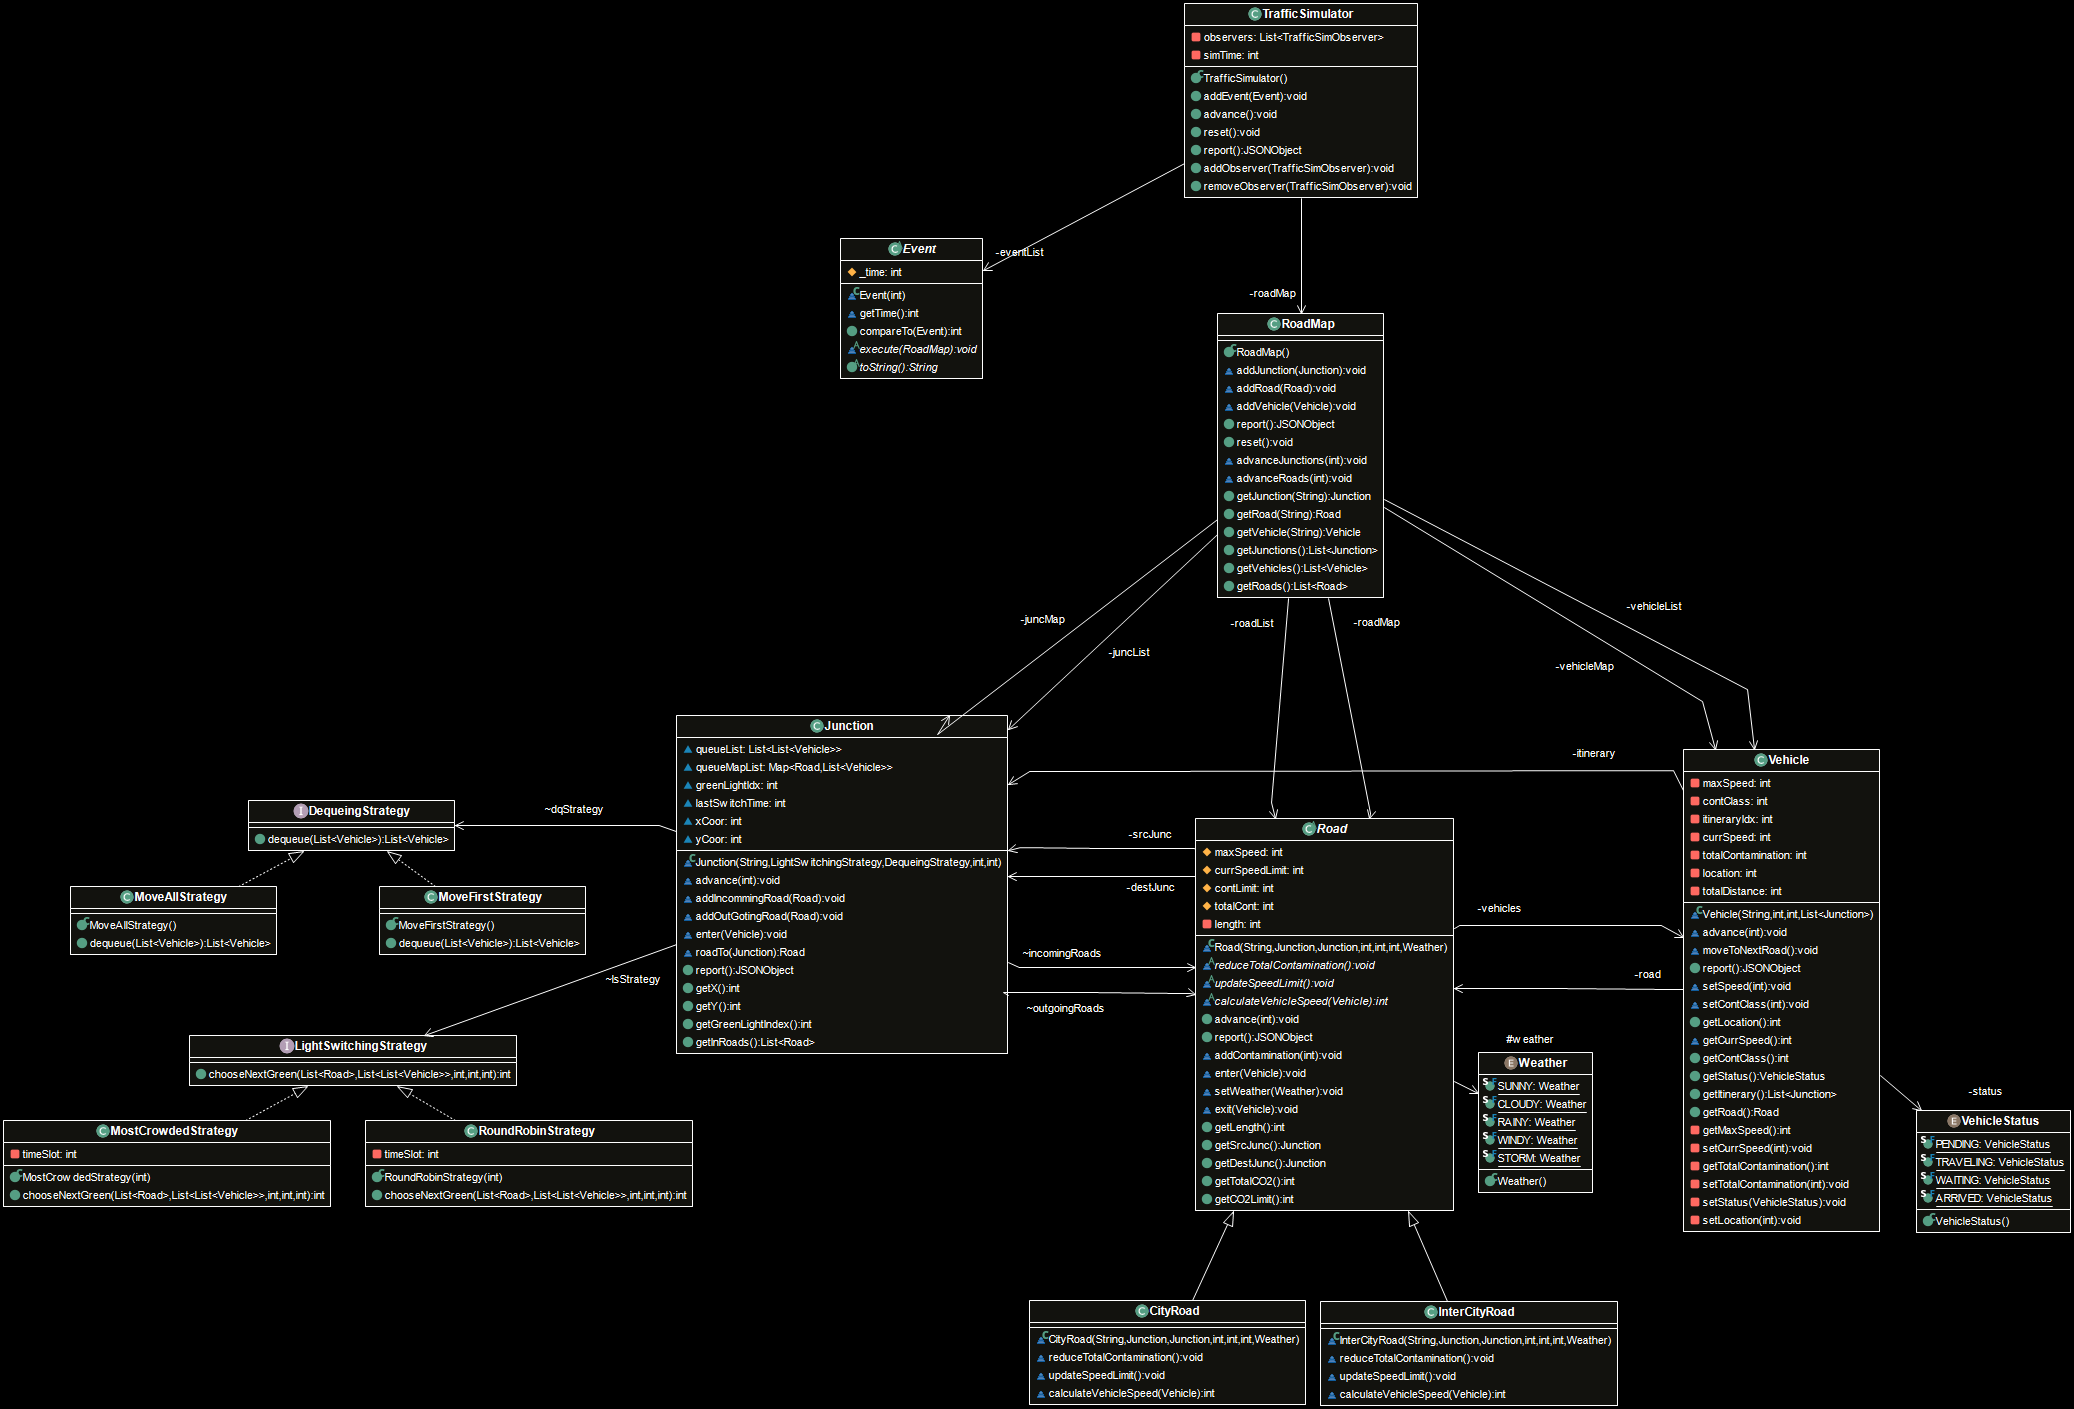 TrafficSimulator
observers: List<TrafficSimObserver>
simTime: int
TrafficSimulator()
addEvent(Event):void
advance():void
reset():void
report():JSONObject
addObserver(TrafficSimObserver):void
removeObserver(TrafficSimObserver):void
-eventList
-roadMap
Event
_time: int
Event(int)
getTime():int
compareTo(Event):int
execute(RoadMap):void
toString():String
RoadMap
RoadMap()
addJunction(Junction):void
addRoad(Road):void
addVehicle(Vehicle):void
report():JSONObject
reset():void
advanceJunctions(int):void
advanceRoads(int):void
getJunction(String):Junction
getRoad(String):Road
getVehicle(String):Vehicle
getJunctions():List<Junction>
getVehicles():List<Vehicle>
getRoads():List<Road>
-juncMap
-juncList
-roadList
-roadMap
-vehicleList
-vehicleMap
Junction
queueList: List<List<Vehicle>>
queueMapList: Map<Road,List<Vehicle>>
greenLightIdx: int
lastSwitchTime: int
xCoor: int
yCoor: int
Junction(String,LightSwitchingStrategy,DequeingStrategy,int,int)
advance(int):void
addIncommingRoad(Road):void
addOutGotingRoad(Road):void
enter(Vehicle):void
roadTo(Junction):Road
report():JSONObject
getX():int
getY():int
getGreenLightIndex():int
getInRoads():List<Road>
~dqStrategy
~lsStrategy
DequeingStrategy
dequeue(List<Vehicle>):List<Vehicle>
MoveAllStrategy
MoveAllStrategy()
dequeue(List<Vehicle>):List<Vehicle>
MoveFirstStrategy
MoveFirstStrategy()
dequeue(List<Vehicle>):List<Vehicle>
LightSwitchingStrategy
chooseNextGreen(List<Road>,List<List<Vehicle>>,int,int,int):int
MostCrowdedStrategy
timeSlot: int
MostCrowdedStrategy(int)
chooseNextGreen(List<Road>,List<List<Vehicle>>,int,int,int):int
RoundRobinStrategy
timeSlot: int
RoundRobinStrategy(int)
chooseNextGreen(List<Road>,List<List<Vehicle>>,int,int,int):int
-itinerary
-srcJunc
-destJunc
~incomingRoads
~outgoingRoads
Road
maxSpeed: int
currSpeedLimit: int
contLimit: int
totalCont: int
length: int
Road(String,Junction,Junction,int,int,int,Weather)
reduceTotalContamination():void
updateSpeedLimit():void
calculateVehicleSpeed(Vehicle):int
advance(int):void
report():JSONObject
addContamination(int):void
enter(Vehicle):void
setWeather(Weather):void
exit(Vehicle):void
getLength():int
getSrcJunc():Junction
getDestJunc():Junction
getTotalCO2():int
getCO2Limit():int
-vehicles
-road
#weather
Weather
SUNNY: Weather
CLOUDY: Weather
RAINY: Weather
WINDY: Weather
STORM: Weather
Weather()
Vehicle
maxSpeed: int
contClass: int
itineraryIdx: int
currSpeed: int
totalContamination: int
location: int
totalDistance: int
Vehicle(String,int,int,List<Junction>)
advance(int):void
moveToNextRoad():void
report():JSONObject
setSpeed(int):void
setContClass(int):void
getLocation():int
getCurrSpeed():int
getContClass():int
getStatus():VehicleStatus
getItinerary():List<Junction>
getRoad():Road
getMaxSpeed():int
setCurrSpeed(int):void
getTotalContamination():int
setTotalContamination(int):void
setStatus(VehicleStatus):void
setLocation(int):void
-status
VehicleStatus
PENDING: VehicleStatus
TRAVELING: VehicleStatus
WAITING: VehicleStatus
ARRIVED: VehicleStatus
VehicleStatus()
CityRoad
CityRoad(String,Junction,Junction,int,int,int,Weather)
reduceTotalContamination():void
updateSpeedLimit():void
calculateVehicleSpeed(Vehicle):int
InterCityRoad
InterCityRoad(String,Junction,Junction,int,int,int,Weather)
reduceTotalContamination():void
updateSpeedLimit():void
calculateVehicleSpeed(Vehicle):int